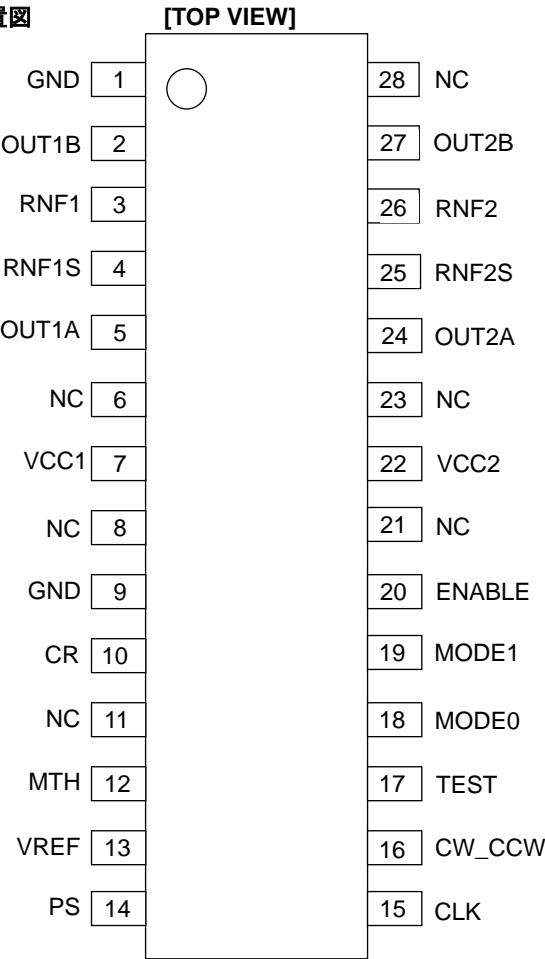 置図 [TOP VIEW]
GND 1 28 NC
OUT1B 2 27 OUT2B
RNF1 3 26 RNF2
RNF1S 4 25 RNF2S
OUT1A 5 24 OUT2A
NC 6 23 NC
VCC1 7 22 VCC2
NC 8 21 NC
GND 9 20 ENABLE
CR 10 19 MODE1
NC 11 18 MODE0
MTH 12 17 TEST
VREF 13 16 CW_CCW
PS 14 15 CLK